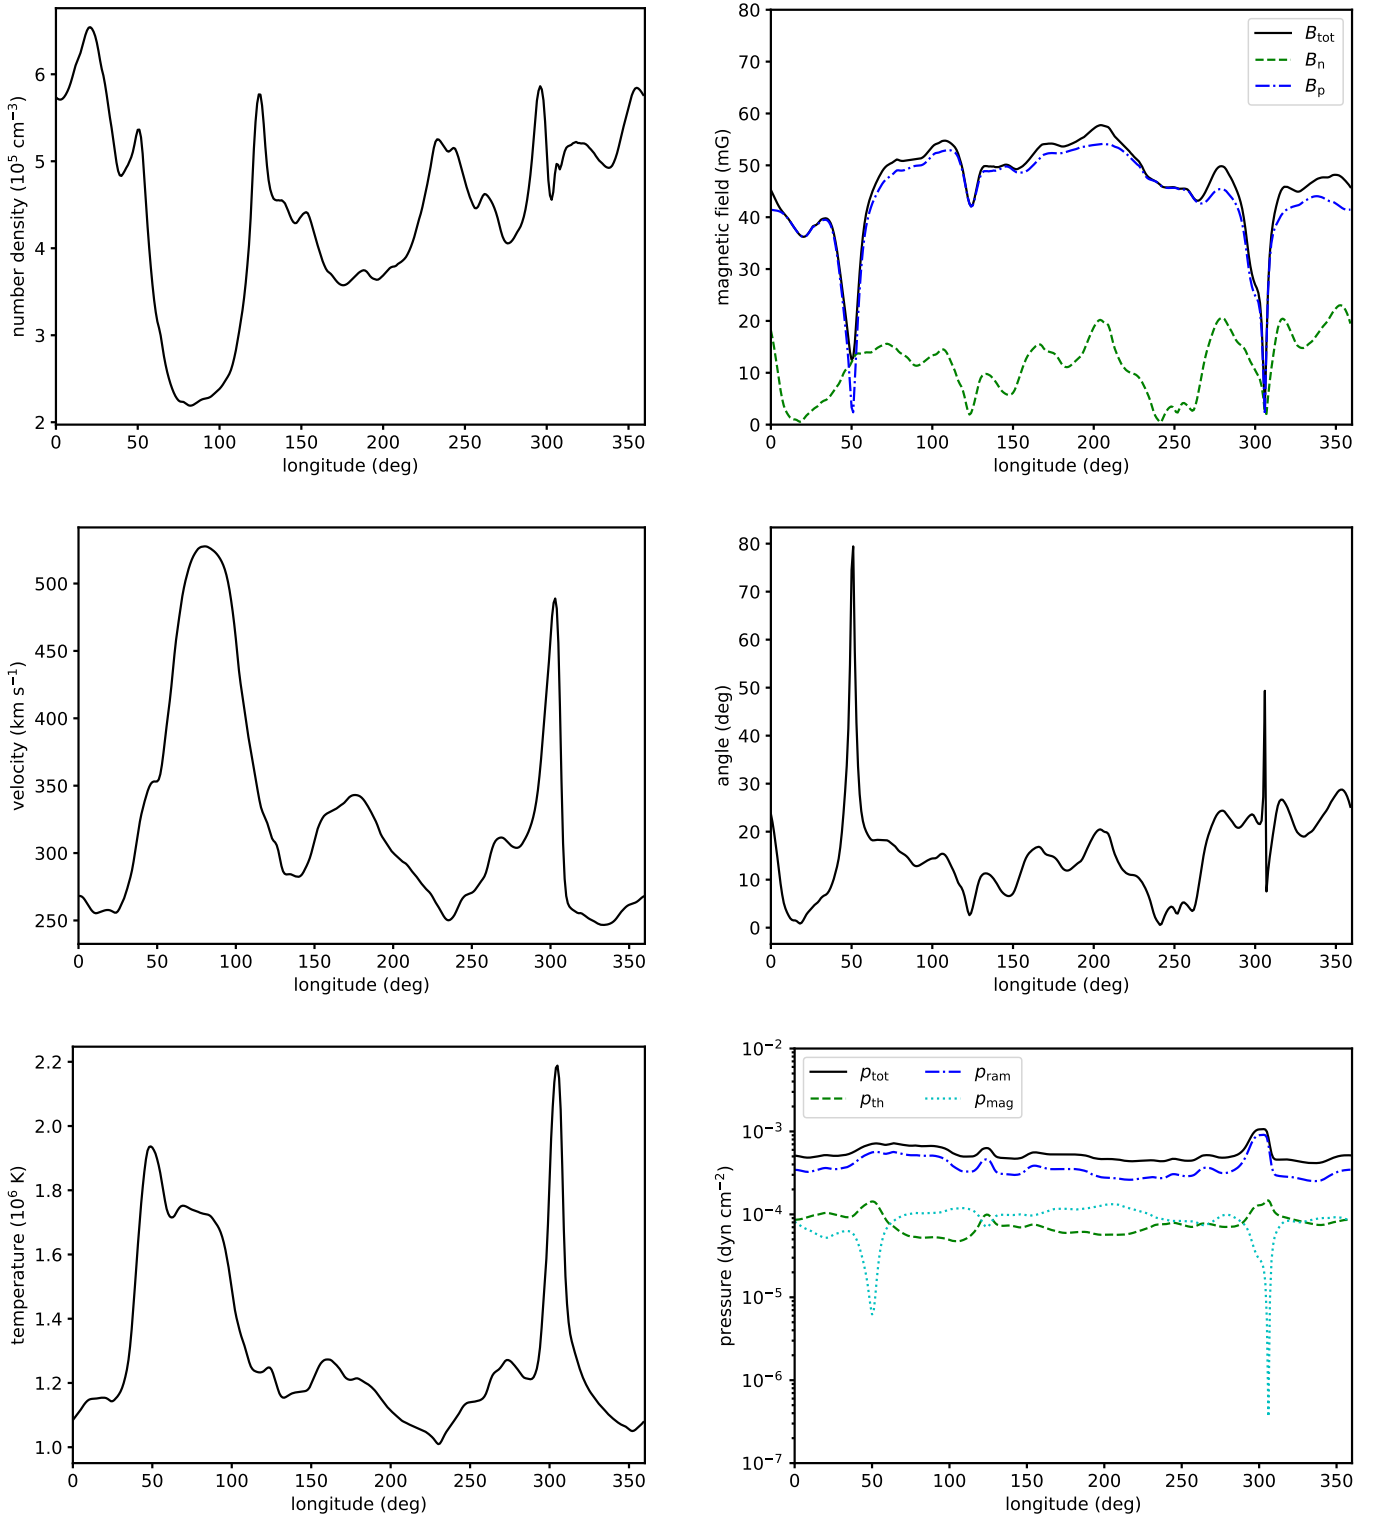 number density (10⁵ cm⁻³)
6
5
4
3
2
0 50 100 150 200 250 300 350
longitude (deg)
magnetic field (mG)
80
70
60
50
40
30
20
10
0
B_tot
B_n
B_p
0 50 100 150 200 250 300 350
longitude (deg)
velocity (km s⁻¹)
500
450
400
350
300
250
0 50 100 150 200 250 300 350
longitude (deg)
angle (deg)
80
70
60
50
40
30
20
10
0
0 50 100 150 200 250 300 350
longitude (deg)
temperature (10⁶ K)
2.2
2.0
1.8
1.6
1.4
1.2
1.0
0 50 100 150 200 250 300 350
longitude (deg)
pressure (dyn cm⁻²)
10⁻²
10⁻³
10⁻⁴
10⁻⁵
10⁻⁶
10⁻⁷
p_tot p_ram
p_th p_mag
0 50 100 150 200 250 300 350
longitude (deg)